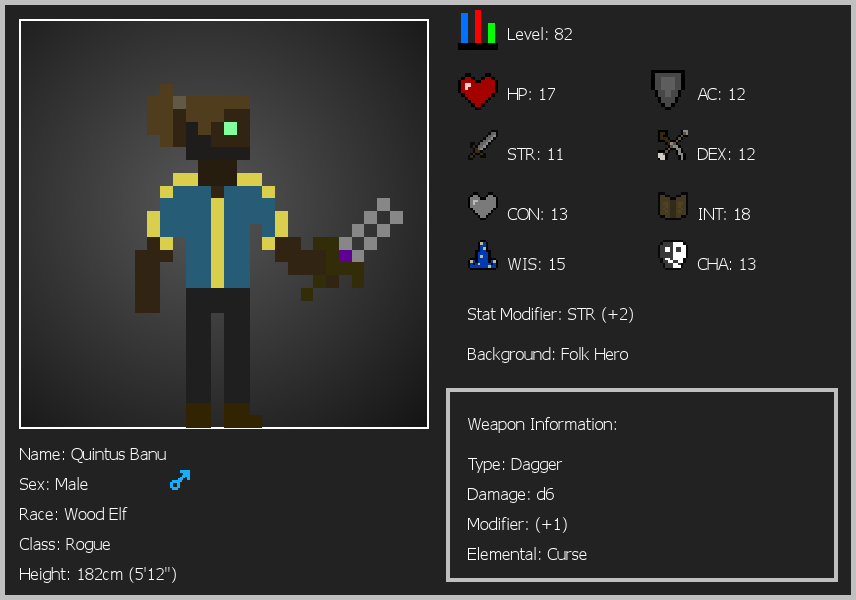 Level: 82
HP: 17
AC: 12
STR: 11
DEX: 12
CON: 13
INT: 18
WIS: 15
CHA: 13
Stat Modifier: STR (+2)
Background: Folk Hero
Weapon Information:
Type: Dagger
Damage: d6
Modifier: (+1)
Elemental: Curse
Name: Quintus Banu
Sex: Male
Race: Wood Elf
Class: Rogue
Height: 182cm (5'12")